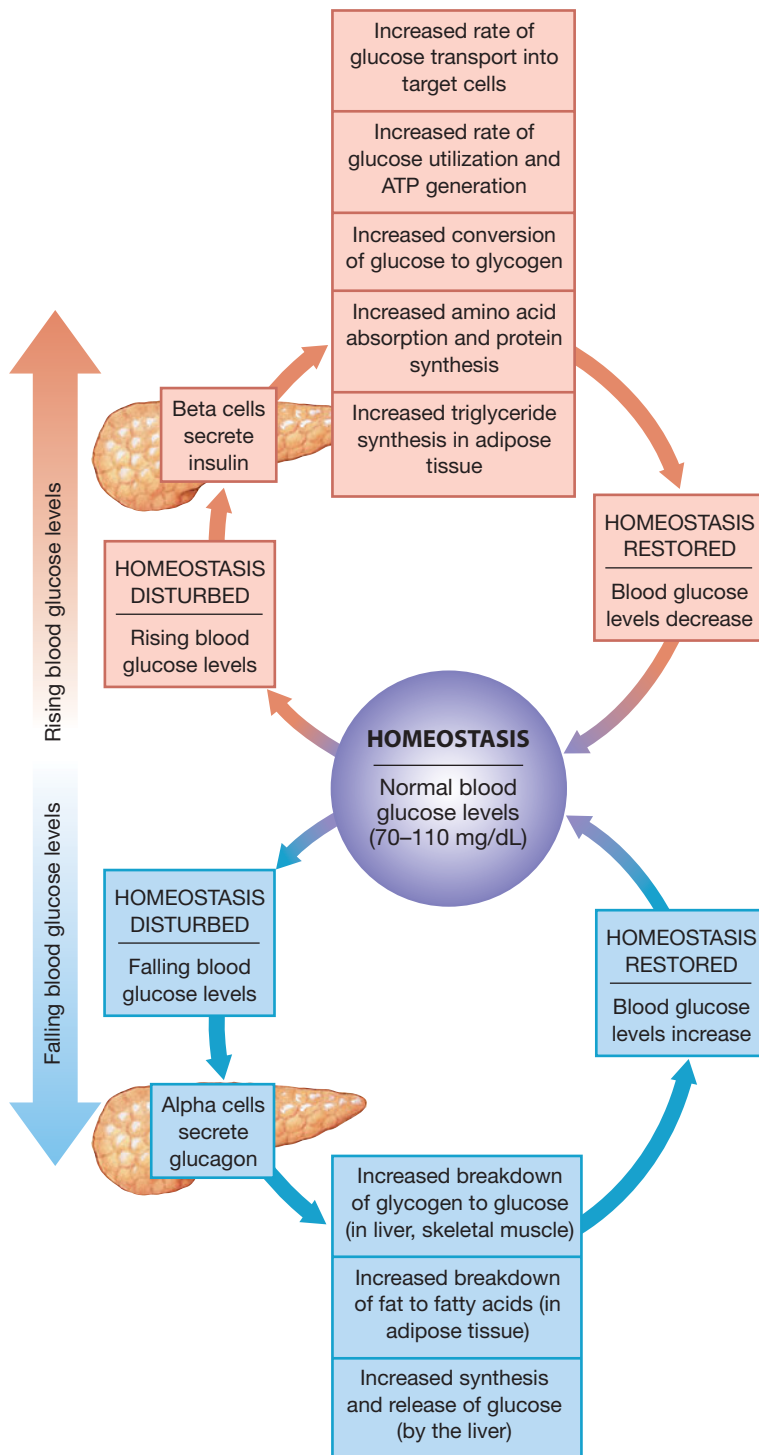 Increased rate of
glucose transport into
target cells
Increased rate of
glucose utilization and
ATP generation
Increased conversion
of glucose to glycogen
Increased amino acid
absorption and protein
synthesis
Increased triglyceride
synthesis in adipose
tissue
Beta cells
secrete
insulin
Rising blood glucose levels
HOMEOSTASIS
DISTURBED
Rising blood
glucose levels
HOMEOSTASIS
RESTORED
Blood glucose
levels decrease
HOMEOSTASIS
Normal blood
glucose levels
(70–110 mg/dL)
Falling blood glucose levels
HOMEOSTASIS
DISTURBED
Falling blood
glucose levels
HOMEOSTASIS
RESTORED
Blood glucose
levels increase
Alpha cells
secrete
glucagon
Increased breakdown
of glycogen to glucose
(in liver, skeletal muscle)
Increased breakdown
of fat to fatty acids (in
adipose tissue)
Increased synthesis
and release of glucose
(by the liver)